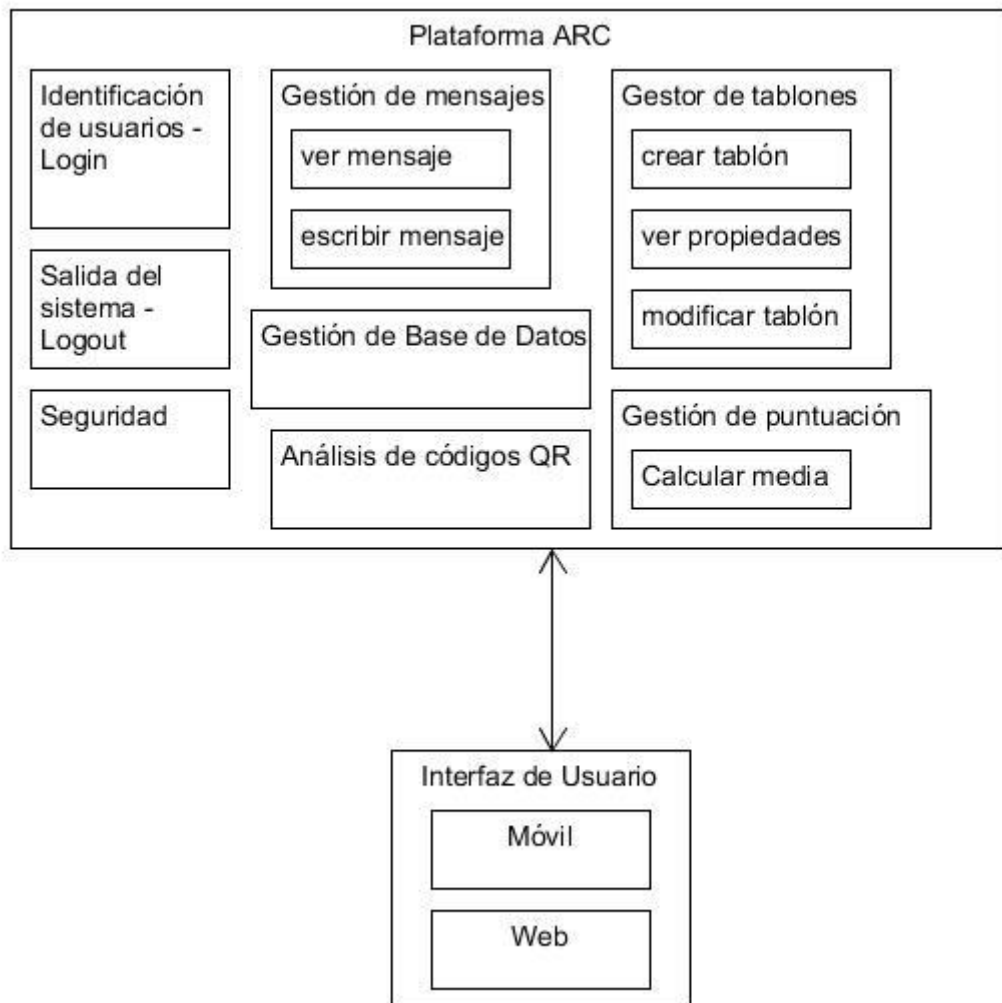 Plataforma ARC
Identificación
de usuarios -
Login
Salida del
sistema -
Logout
Seguridad
Gestión de mensajes
ver mensaje
escribir mensaje
Gestión de Base de Datos
Análisis de códigos QR
Gestor de tablones
crear tablón
ver propiedades
modificar tablón
Gestión de puntuación
Calcular media
Interfaz de Usuario
Móvil
Web